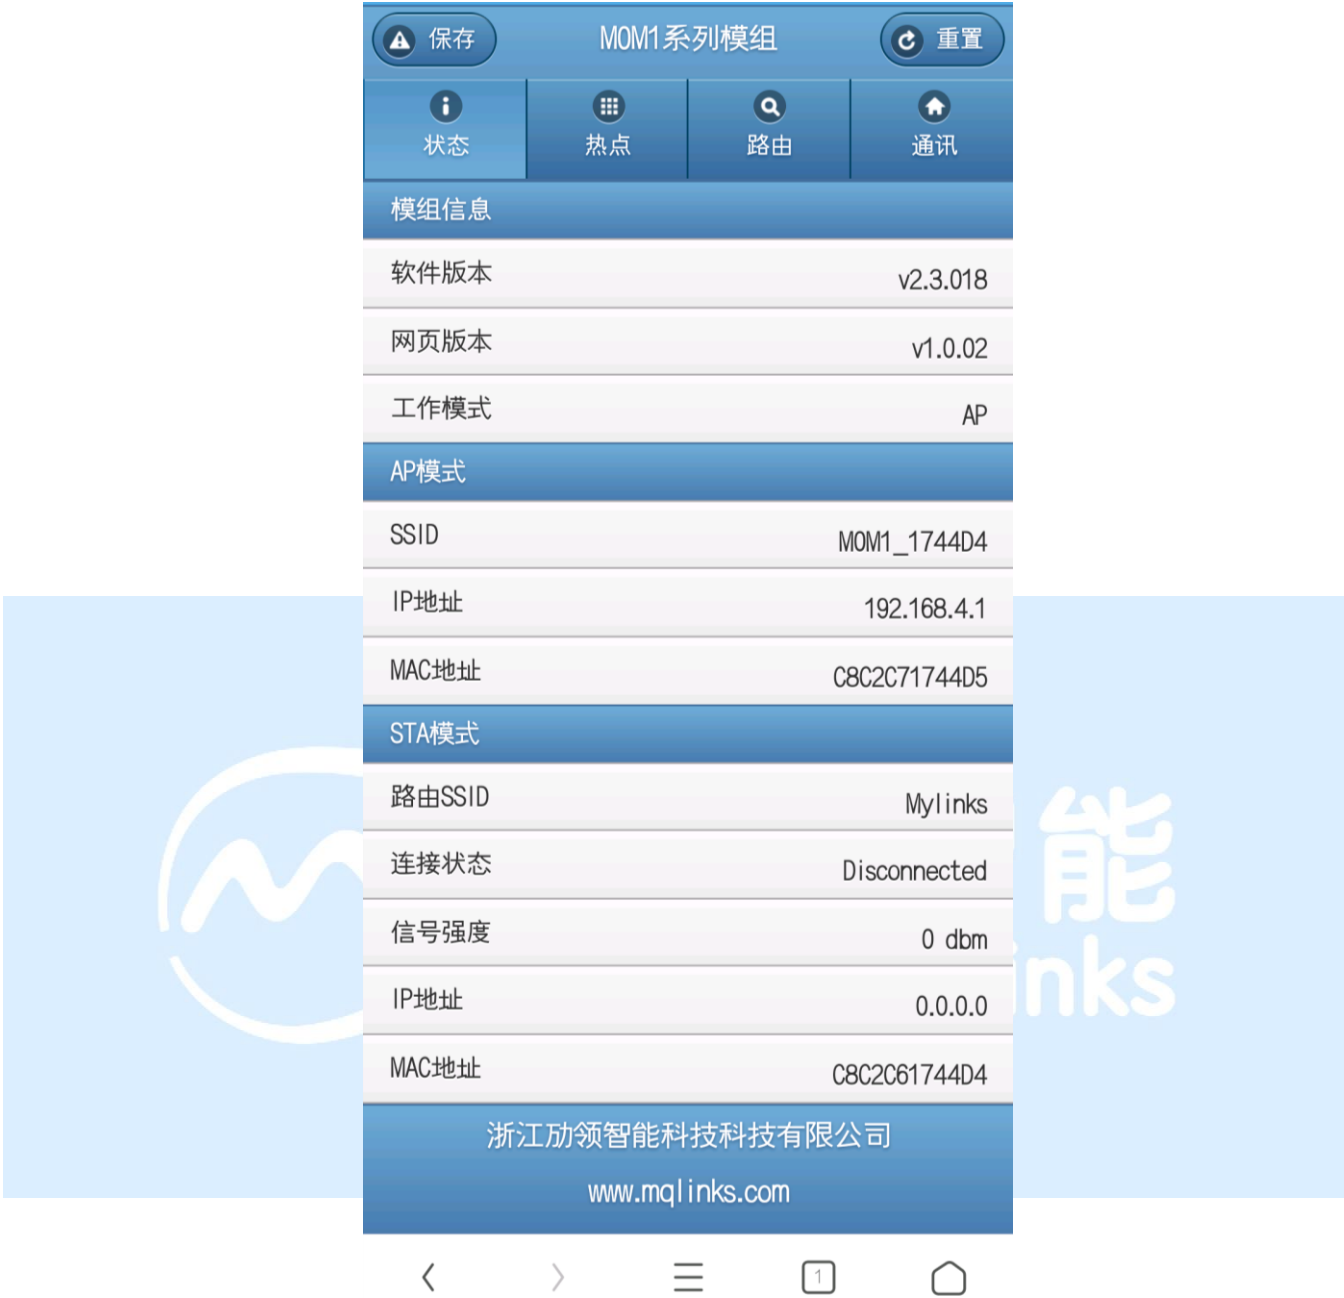 保存
MOM1系列模组
重置
状态
热点
路由
通讯
模组信息
软件版本 v2.3.018
网页版本 v1.0.02
工作模式 AP
AP模式
SSID MOM1_1744D4
IP地址 192.168.4.1
MAC地址 C8C2C71744D5
STA模式
路由SSID Mylinks
连接状态 Disconnected
信号强度 0 dbm
IP地址 0.0.0.0
MAC地址 C8C2C61744D4
能
inks
浙江劢领智能科技科技有限公司
www.mqlinks.com
1